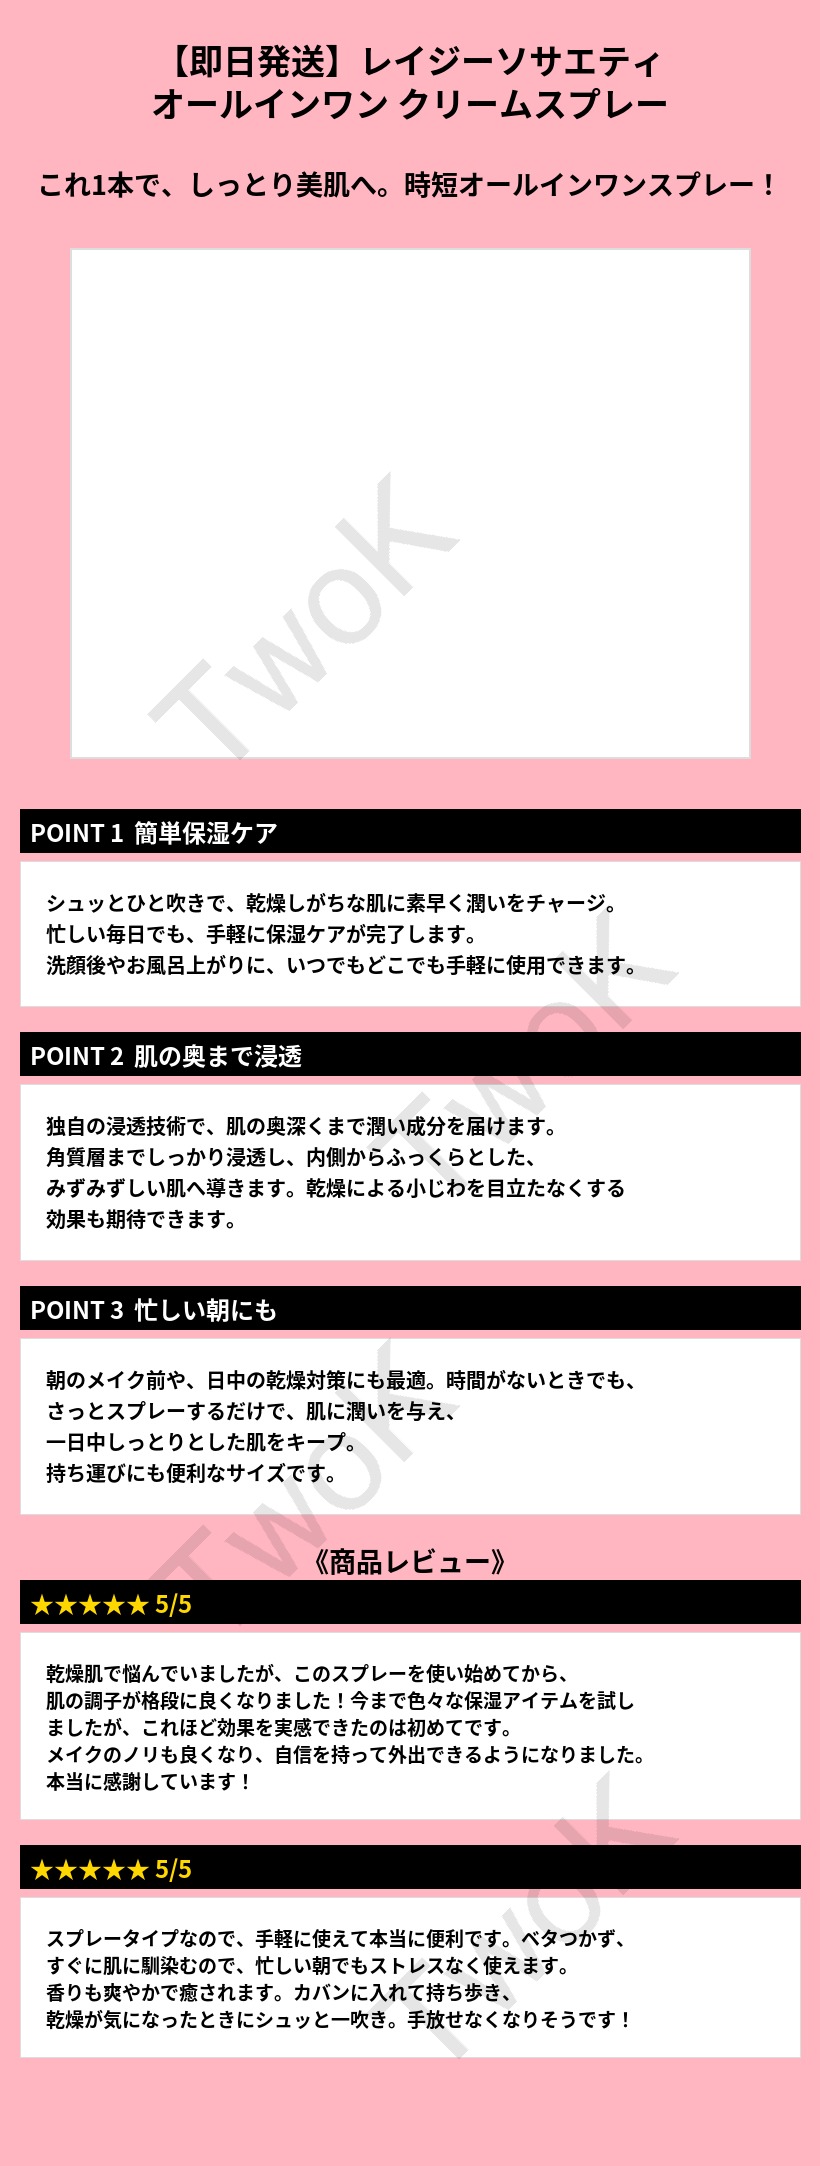 【即日発送】レイジーソサエティ
オールインワン クリームスプレー
これ1本で、しっとり美肌へ。時短オールインワンスプレー！
TwoK
POINT 1 簡単保湿ケア
シュッとひと吹きで、乾燥しがちな肌に素早く潤いをチャージ。
忙しい毎日でも、手軽に保湿ケアが完了します。
洗顔後やお風呂上がりに、いつでもどこでも手軽に使用できます。
TwoK
POINT 2 肌の奥まで浸透
独自の浸透技術で、肌の奥深くまで潤い成分を届けます。
角質層までしっかり浸透し、内側からふっくらとした、
みずみずしい肌へ導きます。乾燥による小じわを目立たなくする
効果も期待できます。
POINT 3 忙しい朝にも
朝のメイク前や、日中の乾燥対策にも最適。時間がないときでも、
さっとスプレーするだけで、肌に潤いを与え、
一日中しっとりとした肌をキープ。
持ち運びにも便利なサイズです。
TwoK
《商品レビュー》
★★★★★ 5/5
乾燥肌で悩んでいましたが、このスプレーを使い始めてから、
肌の調子が格段に良くなりました！今まで色々な保湿アイテムを試し
ましたが、これほど効果を実感できたのは初めてです。
メイクのノリも良くなり、自信を持って外出できるようになりました。
本当に感謝しています！
★★★★★ 5/5
スプレータイプなので、手軽に使えて本当に便利です。ベタつかず、
すぐに肌に馴染むので、忙しい朝でもストレスなく使えます。
香りも爽やかで癒されます。カバンに入れて持ち歩き、
乾燥が気になったときにシュッと一吹き。手放せなくなりそうです！
TwoK